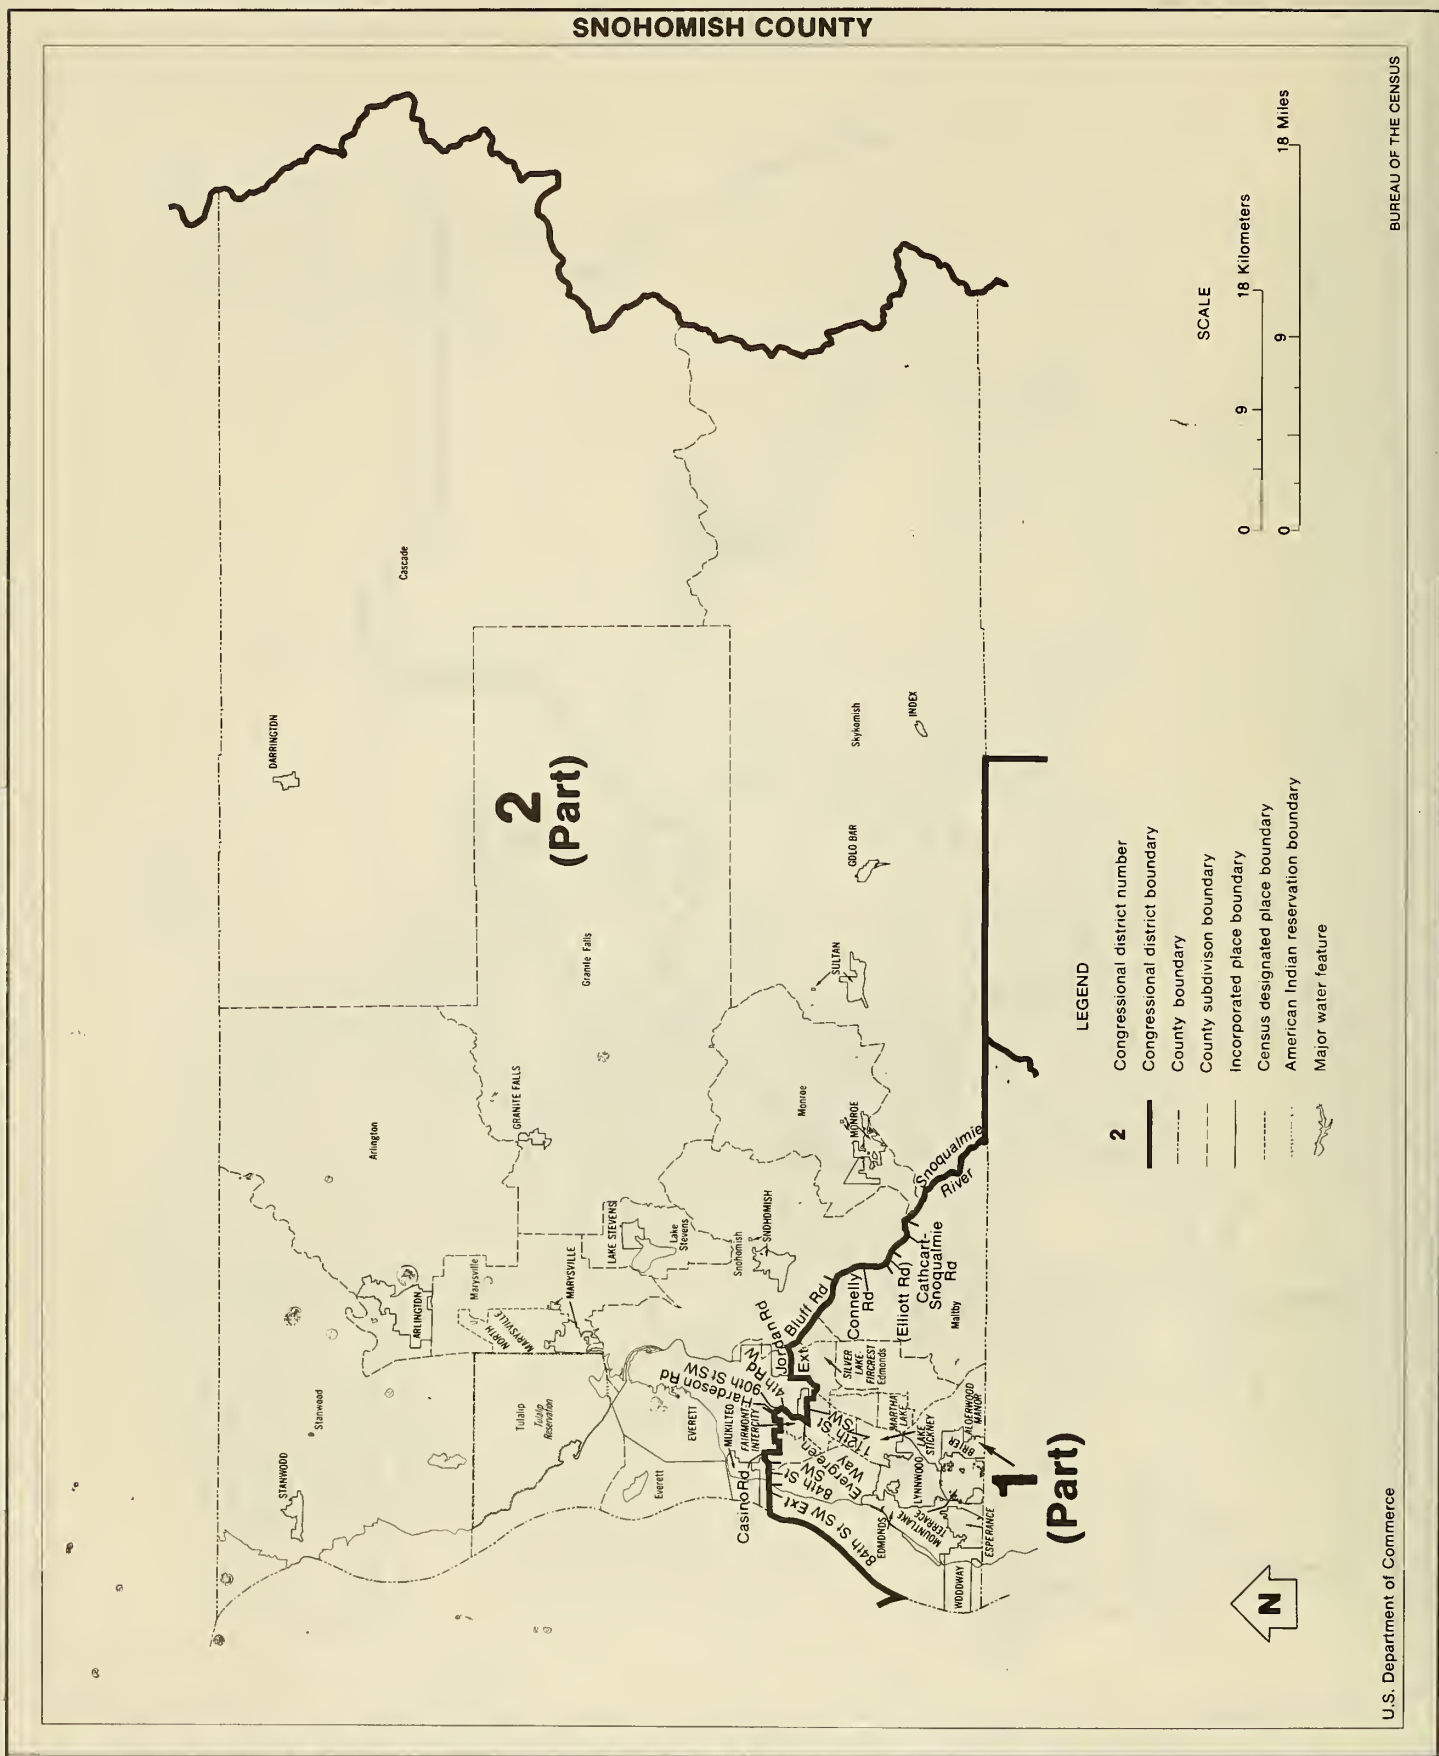 SNOHOMISH COUNTY
STANWOOD
Stanwood
DARRINGTON
Cascade
Arlington
ARLINGTON
Marysville
NORTH
MARYSVILLE
MARYSVILLE
Tulalip
Tulalip
Reservation
GRANITE FALLS
Granite Falls
2
(Part)
LAKE STEVENS
Lake
Stevens
Snohomish
SNOHOMISH
Everett
EVERETT
MUKILTEO
FAIRMONT-
INTERCITY
Casino Rd
Hardeson Rd
90th St SW
4th Rd
W
Jordan Rd
Ext
Bluff Rd
Connelly
Rd
(Elliott Rd)
Cathcart-
Snoqualmie
Rd
Snoqualmie
River
Monroe
MONROE
SULTAN
GOLD BAR
Skykomish
INDEX
Maltby
SILVER
LAKE-
FIRCREST
Edmonds
112th St
SW
Evergreen
Way
84th St
SW
84th St SW Ext
MARTHA
LAKE
LAKE
STICKNEY
ALDERWOOD
MANOR
BRIER
LYNNWOOD
MOUNTLAKE
TERRACE
EDMONDS
ESPERANCE
WOODWAY
1
(Part)
LEGEND
2 Congressional district number
Congressional district boundary
County boundary
County subdivison boundary
Incorporated place boundary
Census designated place boundary
American Indian reservation boundary
Major water feature
SCALE
0 9 18 Kilometers
0 9 18 Miles
N
U.S. Department of Commerce
BUREAU OF THE CENSUS